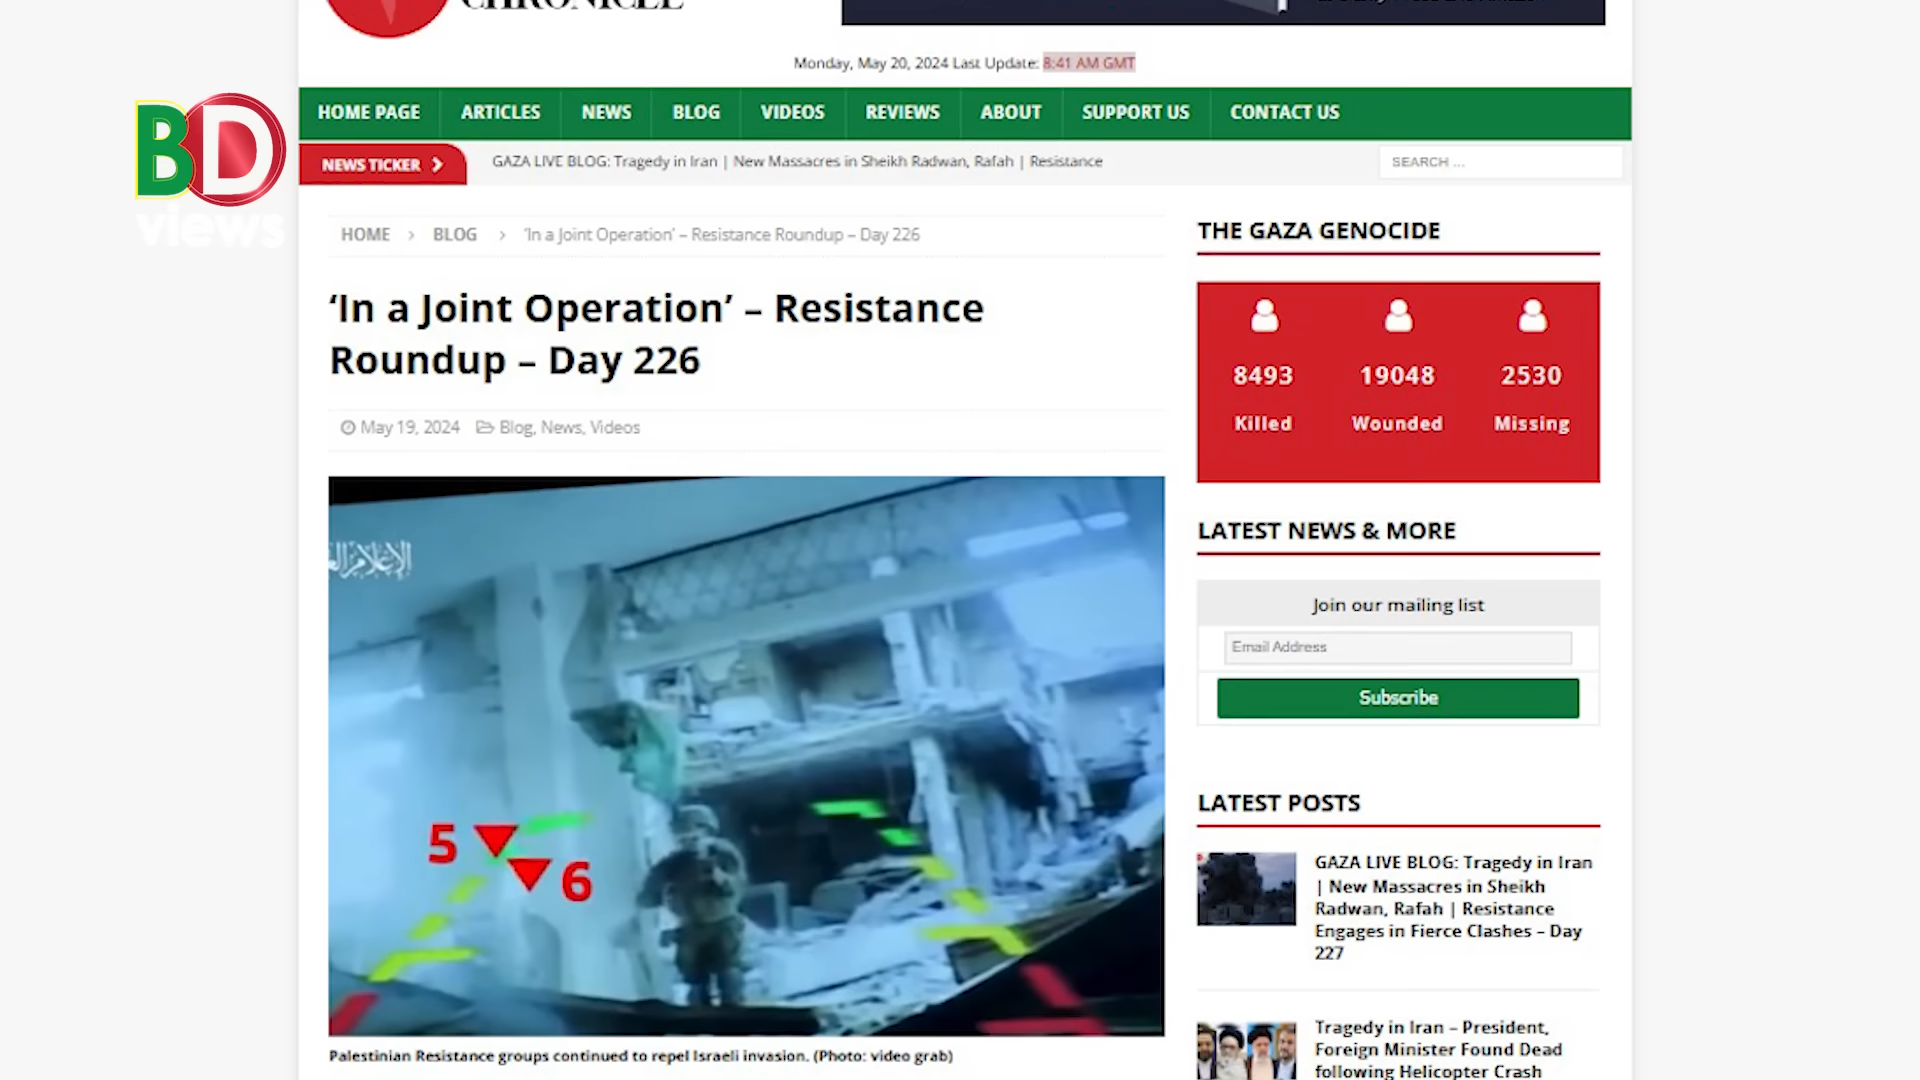 CHRONICLE
Monday, May 20, 2024 Last Update: 8:41 AM GMT
HOME PAGE ARTICLES NEWS BLOG VIDEOS REVIEWS ABOUT SUPPORT US CONTACT US
BD
views
NEWS TICKER
GAZA LIVE BLOG: Tragedy in Iran | New Massacres in Sheikh Radwan, Rafah | Resistance
SEARCH ...
HOME › BLOG › 'In a Joint Operation' – Resistance Roundup – Day 226
‘In a Joint Operation’ – Resistance
Roundup – Day 226
May 19, 2024 Blog, News, Videos
5
6
Palestinian Resistance groups continued to repel Israeli invasion. (Photo: video grab)
THE GAZA GENOCIDE
8493 19048 2530
Killed Wounded Missing
LATEST NEWS & MORE
Join our mailing list
Email Address
Subscribe
LATEST POSTS
GAZA LIVE BLOG: Tragedy in Iran
| New Massacres in Sheikh
Radwan, Rafah | Resistance
Engages in Fierce Clashes – Day
227
Tragedy in Iran – President,
Foreign Minister Found Dead
following Helicopter Crash